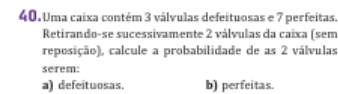 40. Uma caixa contém 3 válvulas defeituosas e 7 perfeitas.
Retirando-se sucessivamente 2 válvulas da caixa (sem
reposição), calcule a probabilidade de as 2 válvulas
serem:
a) defeituosas. b) perfeitas.